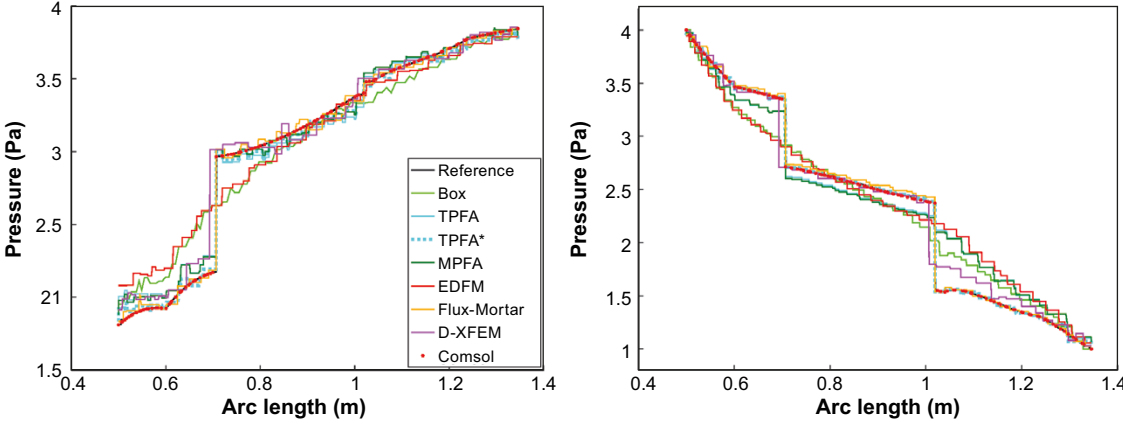 Pressure (Pa)
4
3.5
3
2.5
21
1.5
0.4 0.6 0.8 1 1.2 1.4
Arc length (m)
Reference
Box
TPFA
TPFA*
MPFA
EDFM
Flux-Mortar
D-XFEM
Comsol
Pressure (Pa)
4
3.5
3
2.5
2
1.5
1
0.4 0.6 0.8 1 1.2 1.4
Arc length (m)